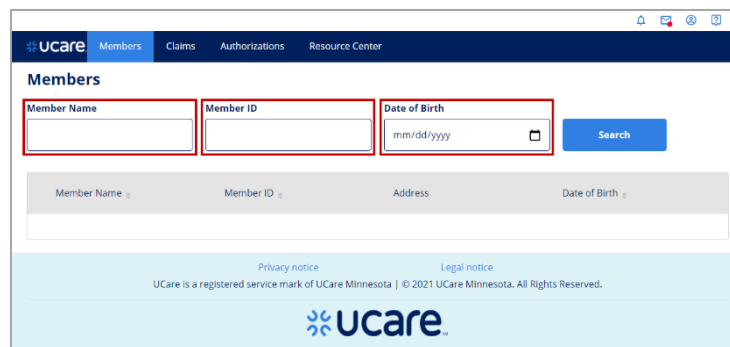 ucare Members Claims Authorizations Resource Center
Members
Member Name Member ID Date of Birth
mm/dd/yyyy Search
Member Name Member ID Address Date of Birth
Privacy notice Legal notice
UCare is a registered service mark of UCare Minnesota | © 2021 UCare Minnesota. All Rights Reserved.
ucare